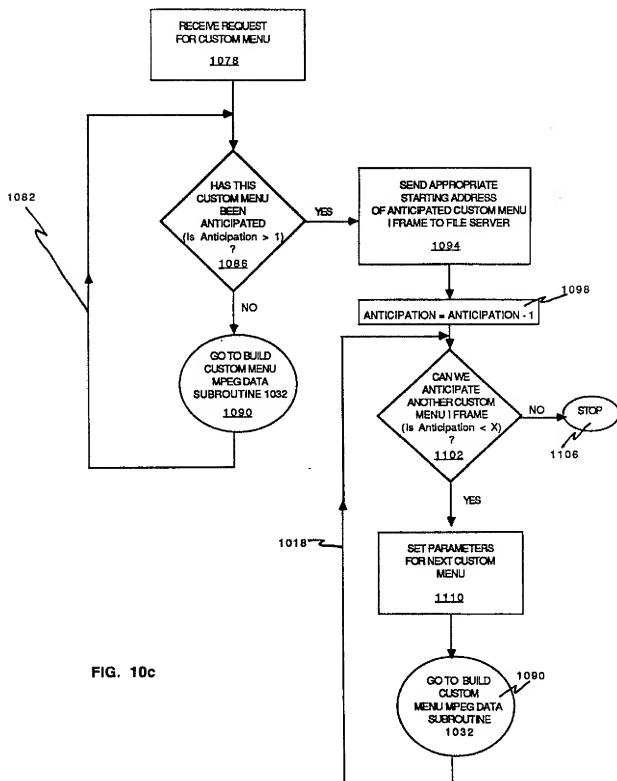 RECEIVE REQUEST
FOR CUSTOM MENU
1078
1082
HAS THIS
CUSTOM MENU
BEEN
ANTICIPATED
(Is Anticipation > 1)
?
1086
YES
NO
SEND APPROPRIATE
STARTING ADDRESS
OF ANTICIPATED CUSTOM MENU
I FRAME TO FILE SERVER
1094
1098
ANTICIPATION = ANTICIPATION - 1
GO TO BUILD
CUSTOM MENU
MPEG DATA
SUBROUTINE 1032
1090
CAN WE
ANTICIPATE
ANOTHER CUSTOM
MENU I FRAME
(Is Anticipation < X)
?
1102
NO
STOP
1106
YES
1018
SET PARAMETERS
FOR NEXT CUSTOM
MENU
1110
GO TO BUILD
CUSTOM
MENU MPEG DATA
SUBROUTINE
1032
1090
FIG. 10c